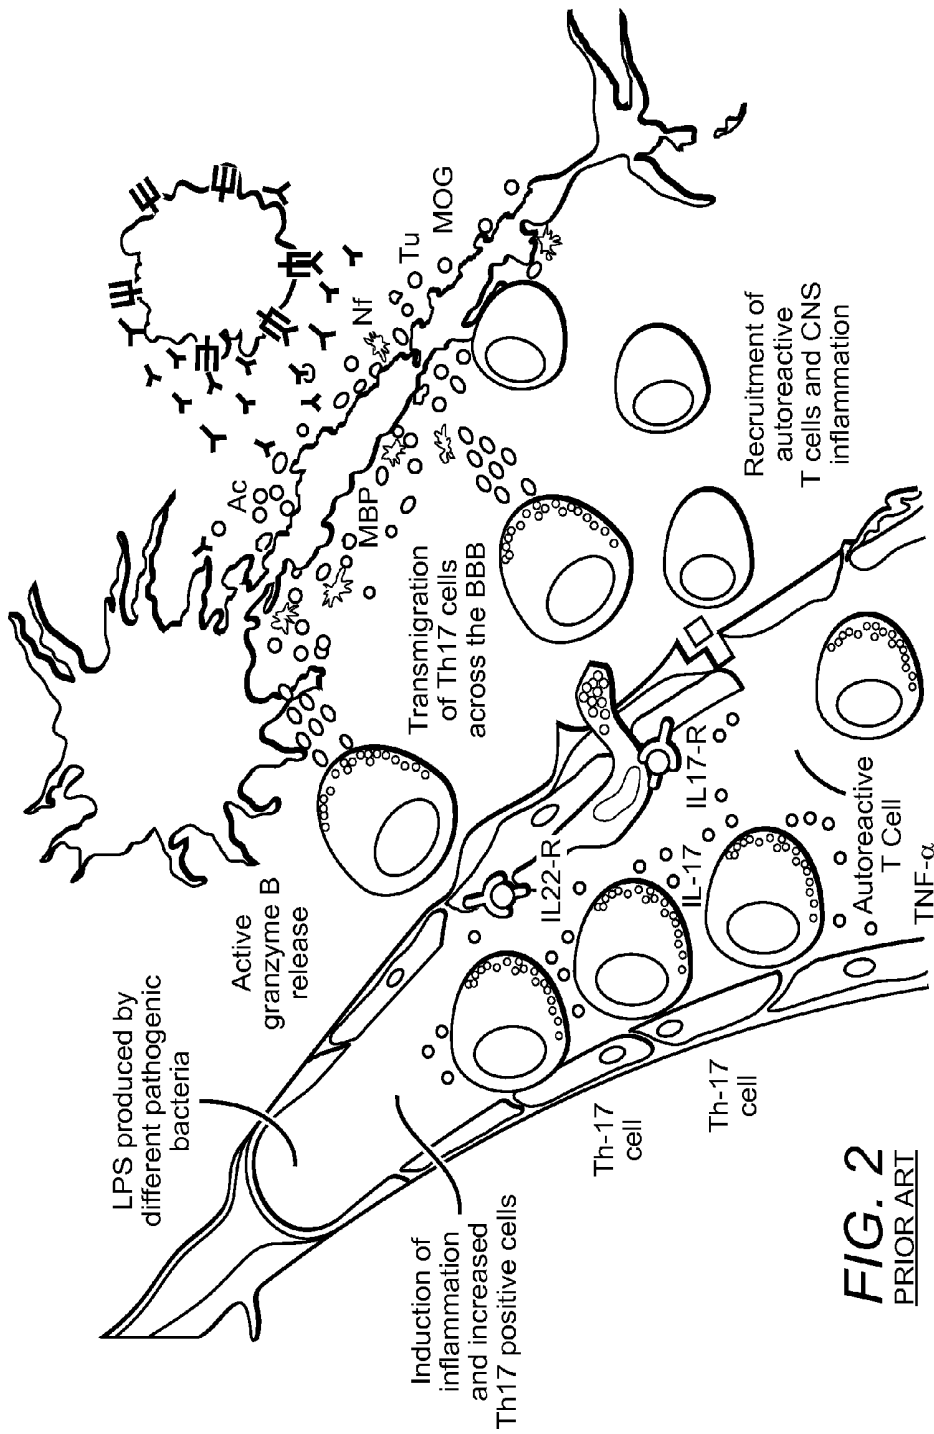 LPS produced by
different pathogenic
bacteria
Active
granzyme B
release
Ac
Nf
Tu
MOG
MBP
Transmigration
of Th17 cells
across the BBB
Induction of
inflammation
and increased
Th17 positive cells
IL22-R
IL-17
IL17-R
Th-17
cell
Th-17
cell
Autoreactive
T Cell
TNF-α
Recruitment of
autoreactive
T cells and CNS
inflammation
FIG. 2
PRIOR ART